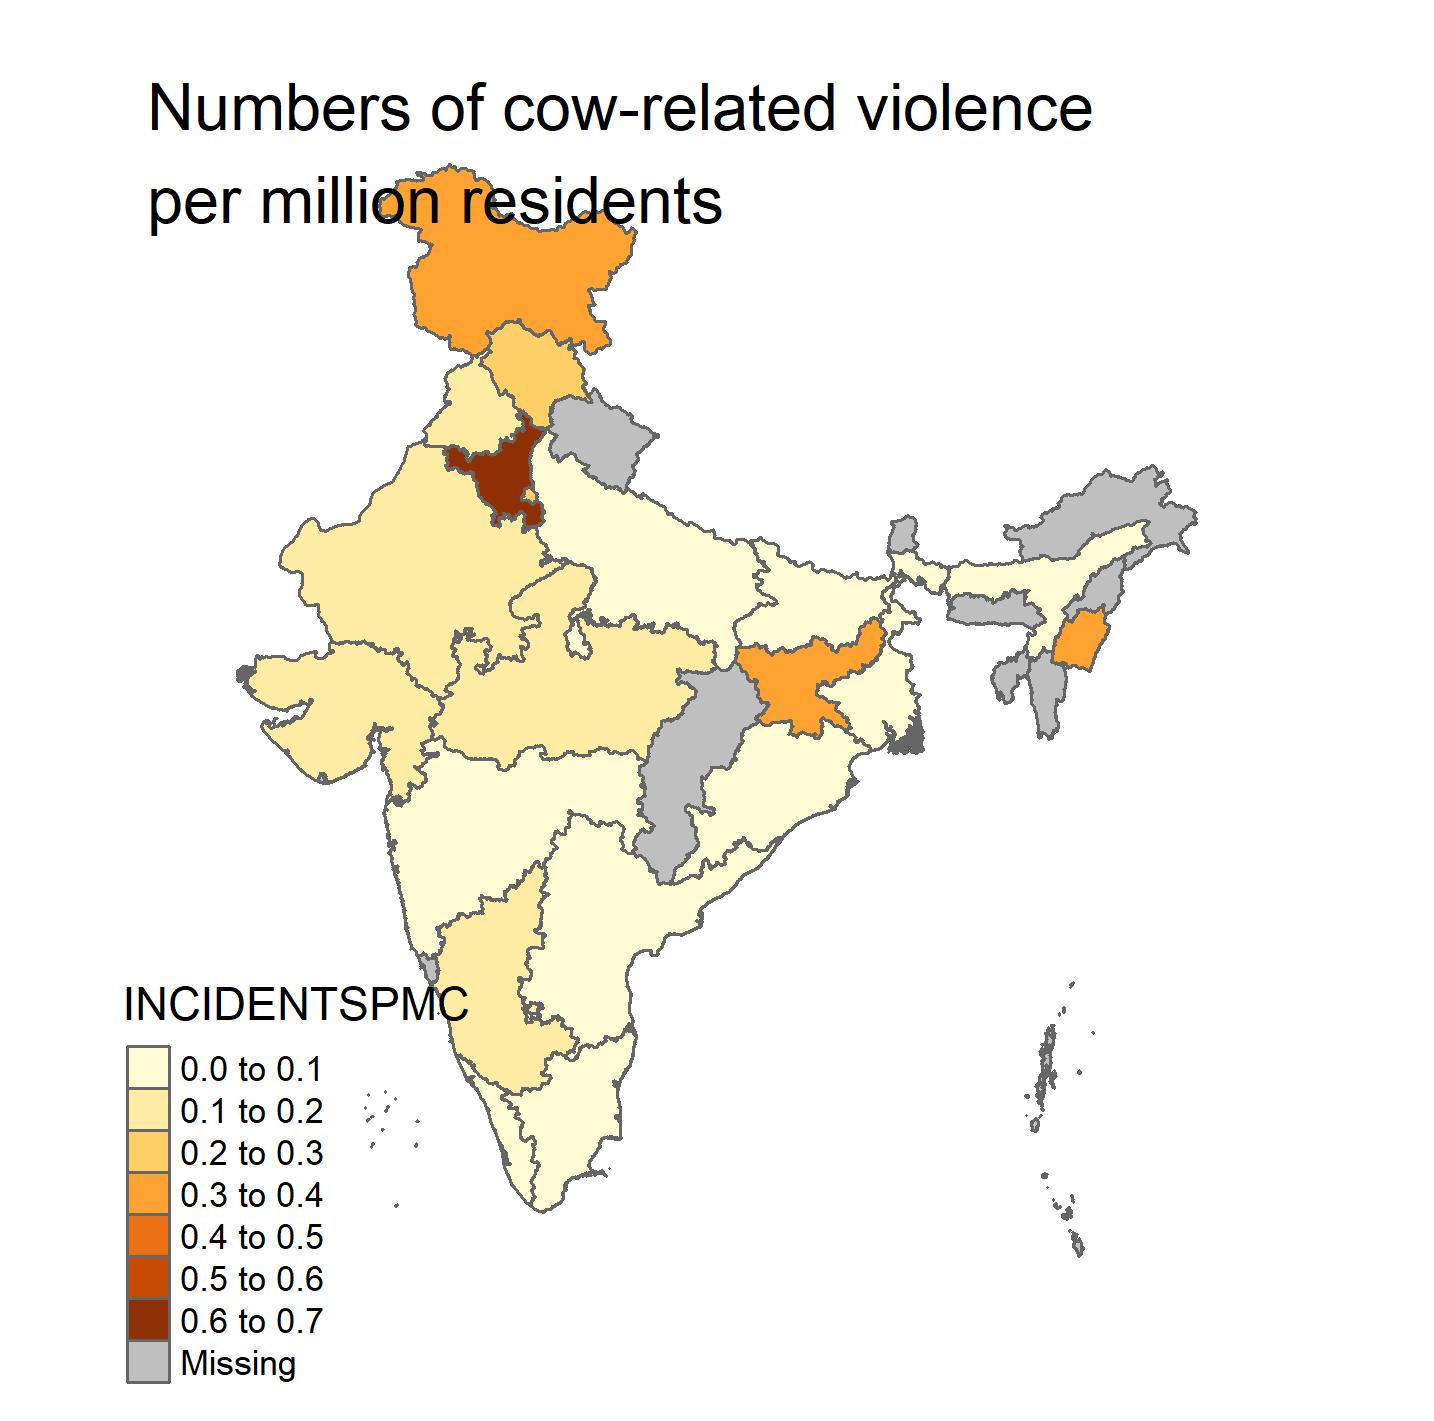 Numbers of cow-related violence
per million residents
INCIDENTSPMC
0.0 to 0.1
0.1 to 0.2
0.2 to 0.3
0.3 to 0.4
0.4 to 0.5
0.5 to 0.6
0.6 to 0.7
Missing